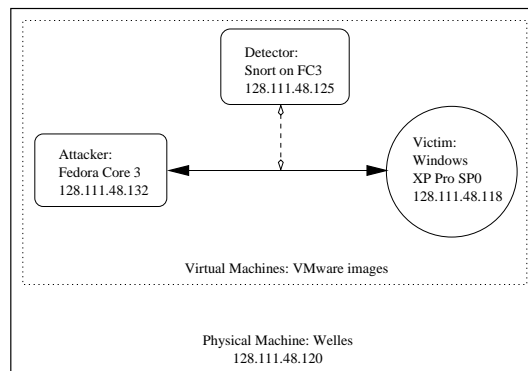 Detector:
Snort on FC3
128.111.48.125
Attacker:
Fedora Core 3
128.111.48.132
Victim:
Windows
XP Pro SP0
128.111.48.118
Virtual Machines: VMware images
Physical Machine: Welles
128.111.48.120